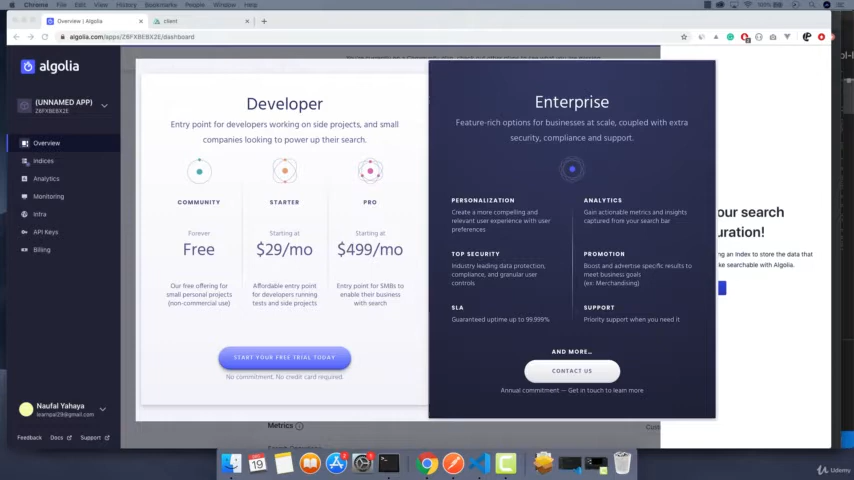 Chrome File Edit View History Bookmarks People Window Help
Overview | Algolia
client
algolia.com/apps/Z6FXBEBX2E/dashboard
algolia
(UNNAMED APP)
Z6FXBEBX2E
Overview
Indices
Analytics
Monitoring
Infra
API Keys
Billing
Naufal Yahaya
Feedback Docs Support
Developer
Entry point for developers working on side projects, and small
companies looking to power up their search.
COMMUNITY
Forever
Free
Our free offering for
small personal projects
(non-commercial use)
STARTER
Starting at
$29/mo
Affordable entry point
for developers running
tests and side projects
PRO
Starting at
$499/mo
Entry point for SMBs to
enable their business
with search
START YOUR FREE TRIAL TODAY
No commitment. No credit card required.
Enterprise
Feature-rich options for businesses at scale, coupled with extra
security, compliance and support.
PERSONALIZATION
Create a more compelling and
relevant user experience with user
preferences
ANALYTICS
Gain actionable metrics and insights
captured from your search bar
TOP SECURITY
Industry leading data protection,
compliance, and granular user
controls
PROMOTION
Boost and advertise specific results to
meet business goals
(ex: Merchandising)
SLA
Guaranteed uptime up to 99.999%
SUPPORT
Priority support when you need it
AND MORE...
CONTACT US
Annual commitment — Get in touch to learn more
our search
uration!
ng an index to store the data that
ke searchable with Algolia.
Metrics
19
Udemy